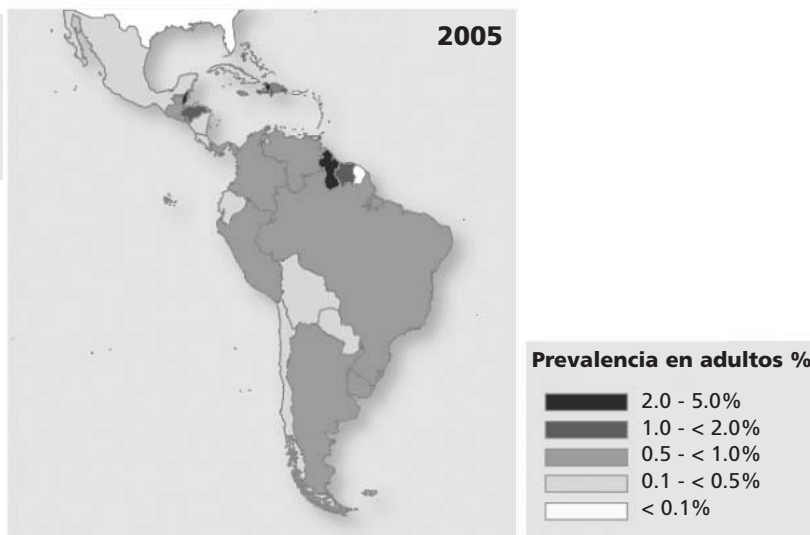 2005
Prevalencia en adultos %
2.0 - 5.0%
1.0 - < 2.0%
0.5 - < 1.0%
0.1 - < 0.5%
< 0.1%